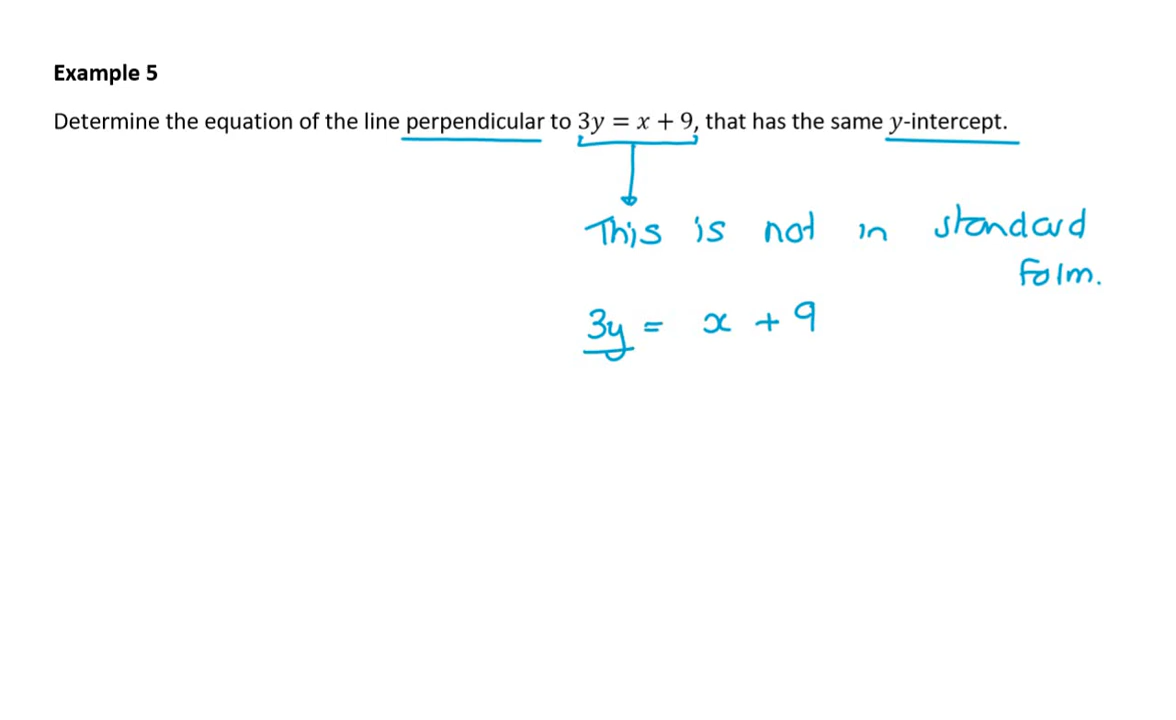 Example 5
Determine the equation of the line perpendicular to 3y = x + 9, that has the same y-intercept.
This is not in standard
form.
3y = x + 9